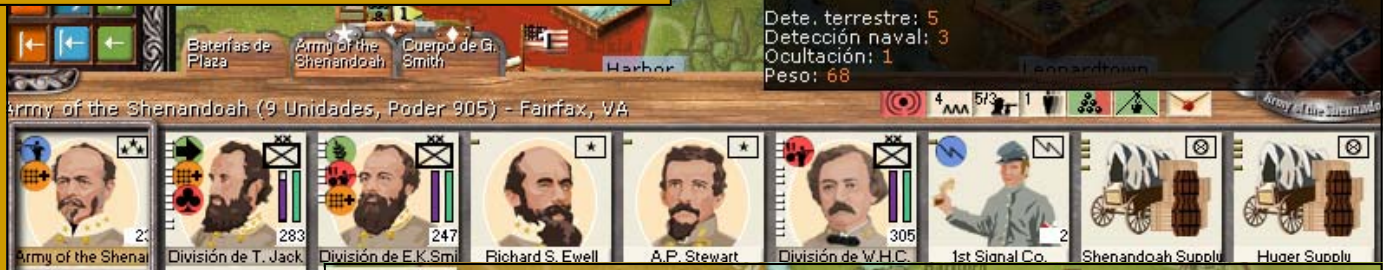 Dete. terrestre: 5
Detección naval: 3
Ocultación: 1
Peso: 68
Baterías de
Plaza
Army of the
Shenandoah
Cuerpo de G.
Smith
Harbor
Leonardtown
Army of the Shenandoah (9 Unidades, Poder 905) - Fairfax, VA
4
5/3
1
283
247
305
2
Army of the Shenan
División de T. Jack
División de E.K.Smi
Richard S. Ewell
A.P. Stewart
División de W.H.C.
1st Signal Co.
Shenandoah Supply
Huger Supply